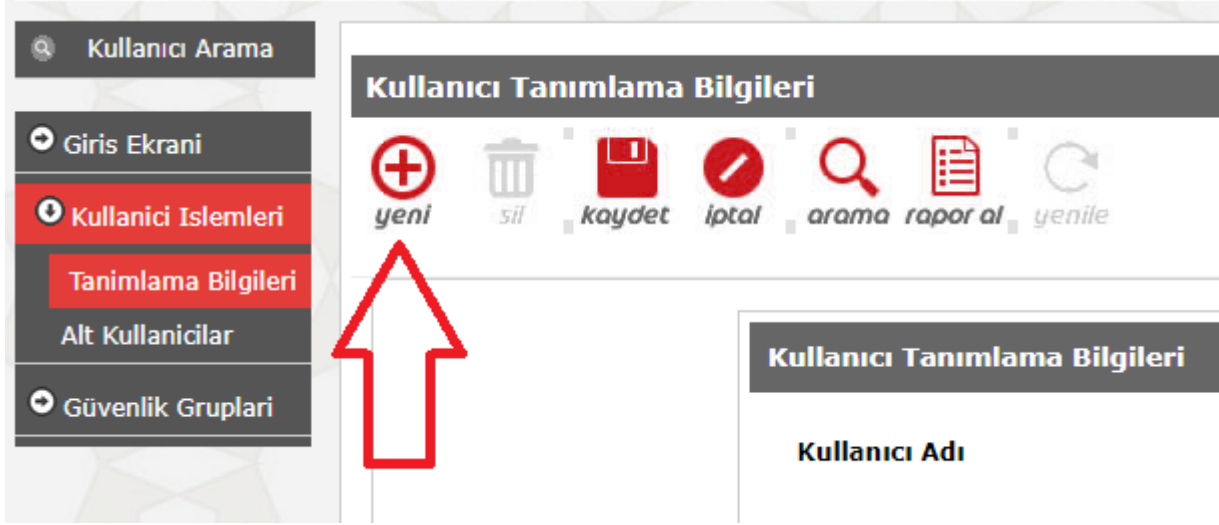 Kullanıcı Arama
Giris Ekrani
Kullanici Islemleri
Tanimlama Bilgileri
Alt Kullanicilar
Güvenlik Gruplari
Kullanıcı Tanımlama Bilgileri
yeni sil kaydet iptal arama rapor al yenile
Kullanıcı Tanımlama Bilgileri
Kullanıcı Adı